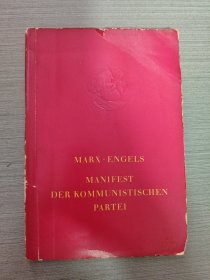 MARX-ENGELS
MANIFEST
DER KOMMUNISTISCHEN
PARTEI